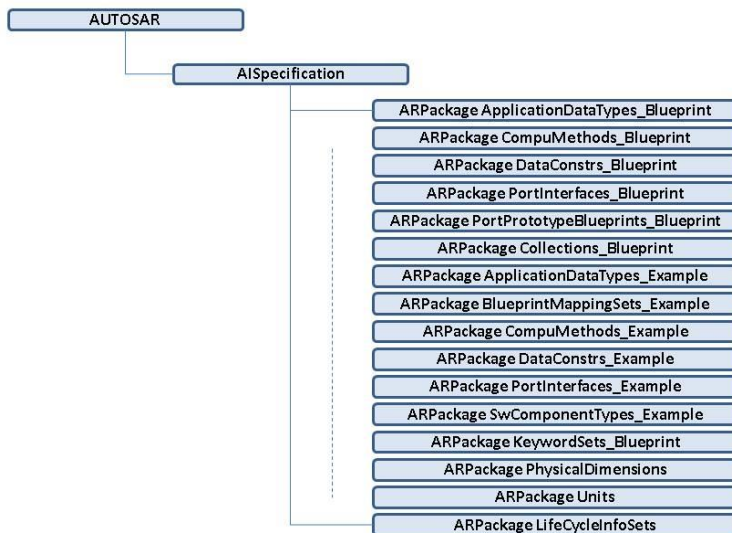 AUTOSAR
AISpecification
ARPackage ApplicationDataTypes_Blueprint
ARPackage CompuMethods_Blueprint
ARPackage DataConstrs_Blueprint
ARPackage PortInterfaces_Blueprint
ARPackage PortPrototypeBlueprints_Blueprint
ARPackage Collections_Blueprint
ARPackage ApplicationDataTypes_Example
ARPackage BlueprintMappingSets_Example
ARPackage CompuMethods_Example
ARPackage DataConstrs_Example
ARPackage PortInterfaces_Example
ARPackage SwComponentTypes_Example
ARPackage KeywordSets_Blueprint
ARPackage PhysicalDimensions
ARPackage Units
ARPackage LifeCycleInfoSets